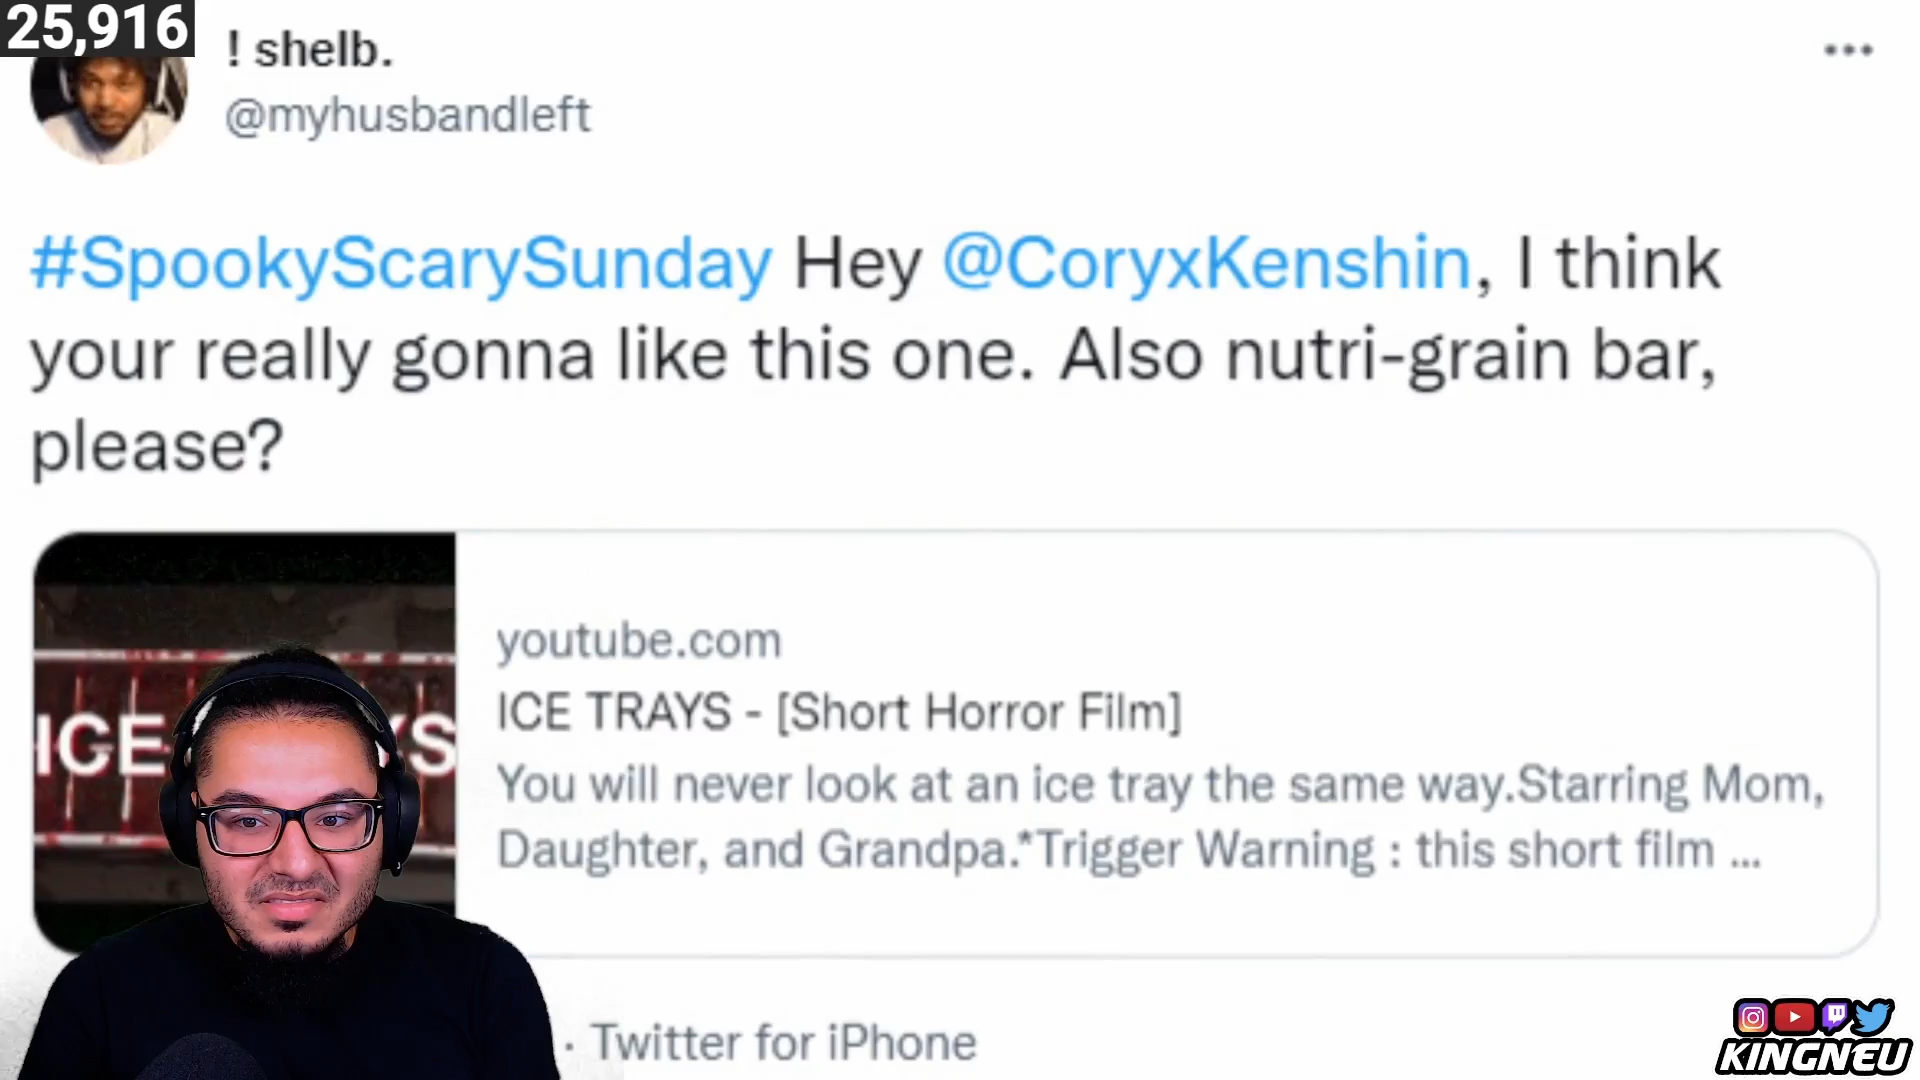 25,916
! shelb.
@myhusbandleft
#SpookyScarySunday Hey @CoryxKenshin, I think
your really gonna like this one. Also nutri-grain bar,
please?
youtube.com
ICE TRAYS - [Short Horror Film]
You will never look at an ice tray the same way.Starring Mom,
Daughter, and Grandpa.*Trigger Warning : this short film ...
ICE YS
· Twitter for iPhone
KINGNEU